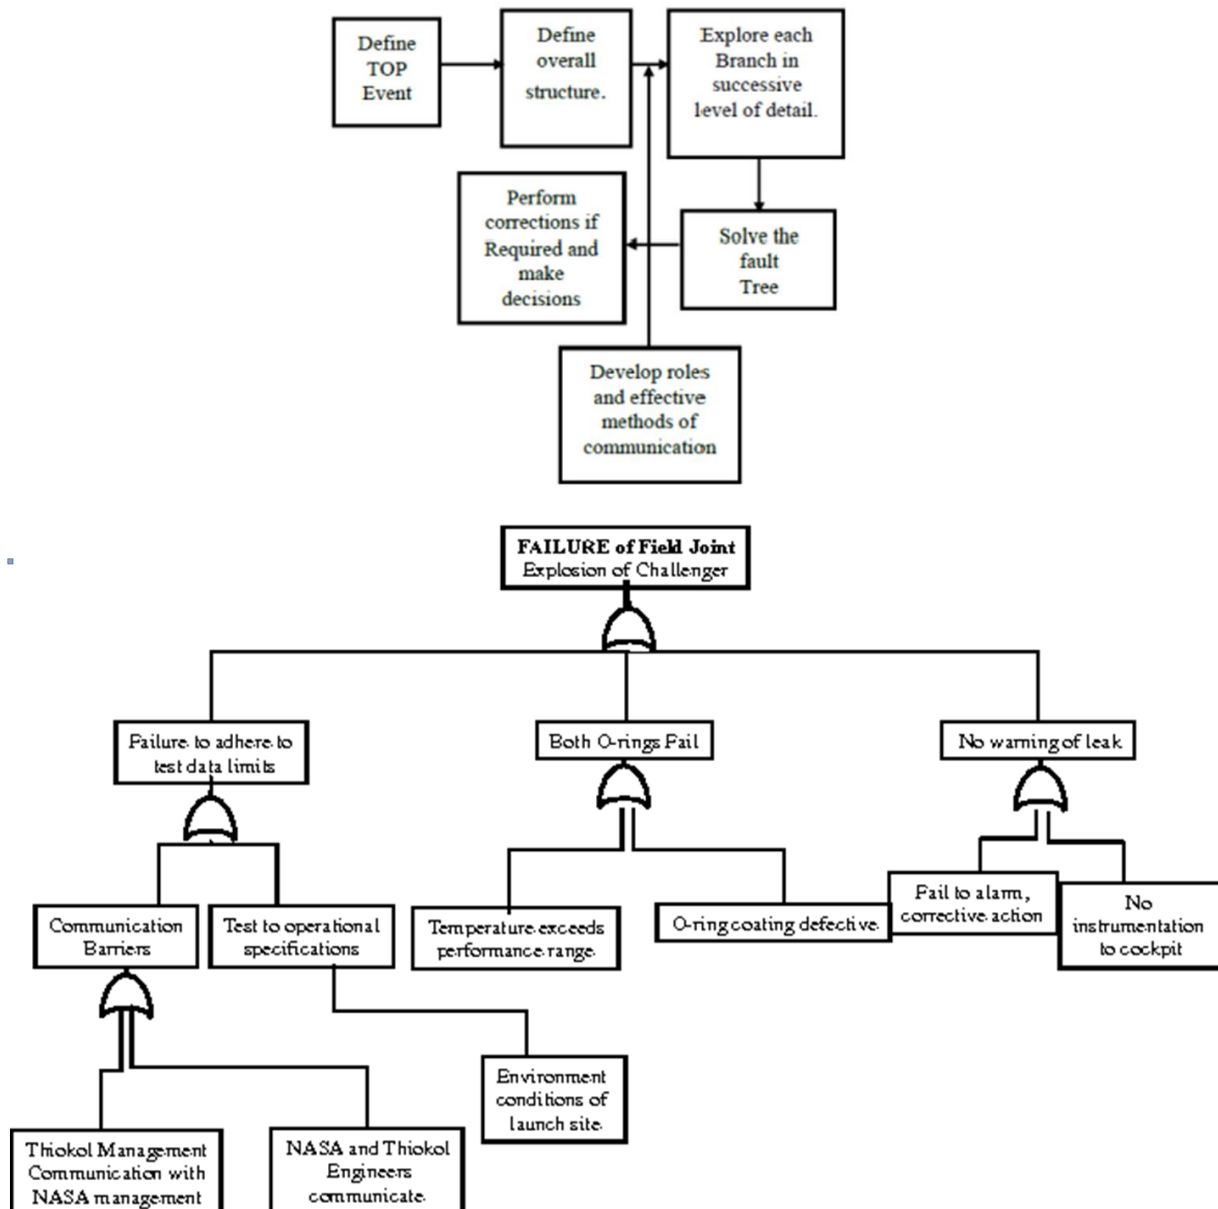 Define
TOP
Event
Define
overall
structure.
Explore each
Branch in
successive
level of detail.
Perform
corrections if
Required and
make
decisions
Solve the
fault
Tree
Develop roles
and effective
methods of
communication
FAILURE of Field Joint
Explosion of Challenger
Failure to adhere to
test data limits
Both O-rings Fail
No warning of leak
Communication
Barriers
Test to operational
specifications
Temperature exceeds
performance range.
O-ring coating defective.
Fail to alarm,
corrective action
No
instrumentation
to cockpit
Environment
conditions of
launch site.
Thiokol Management
Communication with
NASA management
NASA and Thiokol
Engineers
communicate.